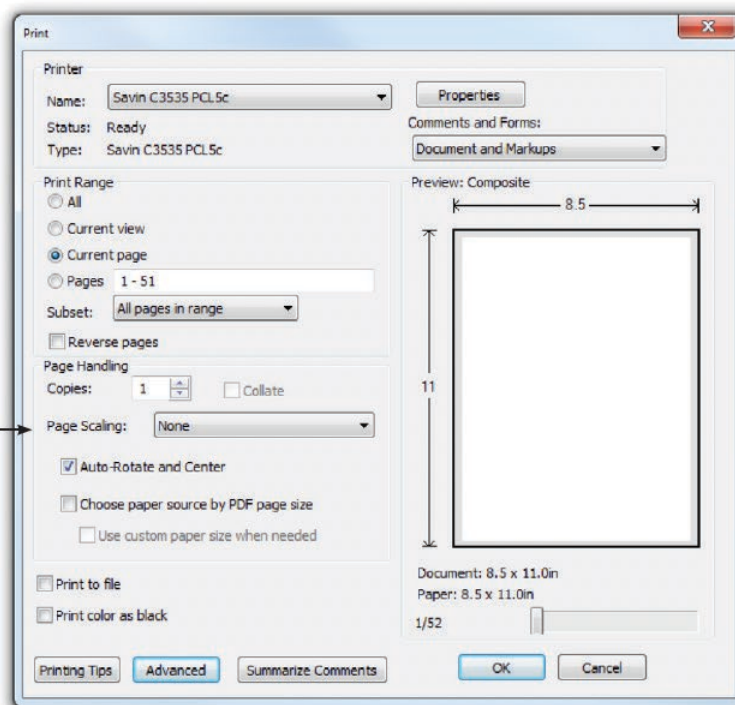 Print
Printer
Name: Savin C3535 PCL5c
Properties
Status: Ready
Comments and Forms:
Type: Savin C3535 PCL5c
Document and Markups
Print Range
All
Current view
Current page
Pages 1 - 51
Subset: All pages in range
Reverse pages
Page Handling
Copies: 1 Collate
Page Scaling: None
Auto-Rotate and Center
Choose paper source by PDF page size
Use custom paper size when needed
Print to file
Print color as black
Preview: Composite
8.5
11
Document: 8.5 x 11.0in
Paper: 8.5 x 11.0in
1/52
Printing Tips Advanced Summarize Comments OK Cancel